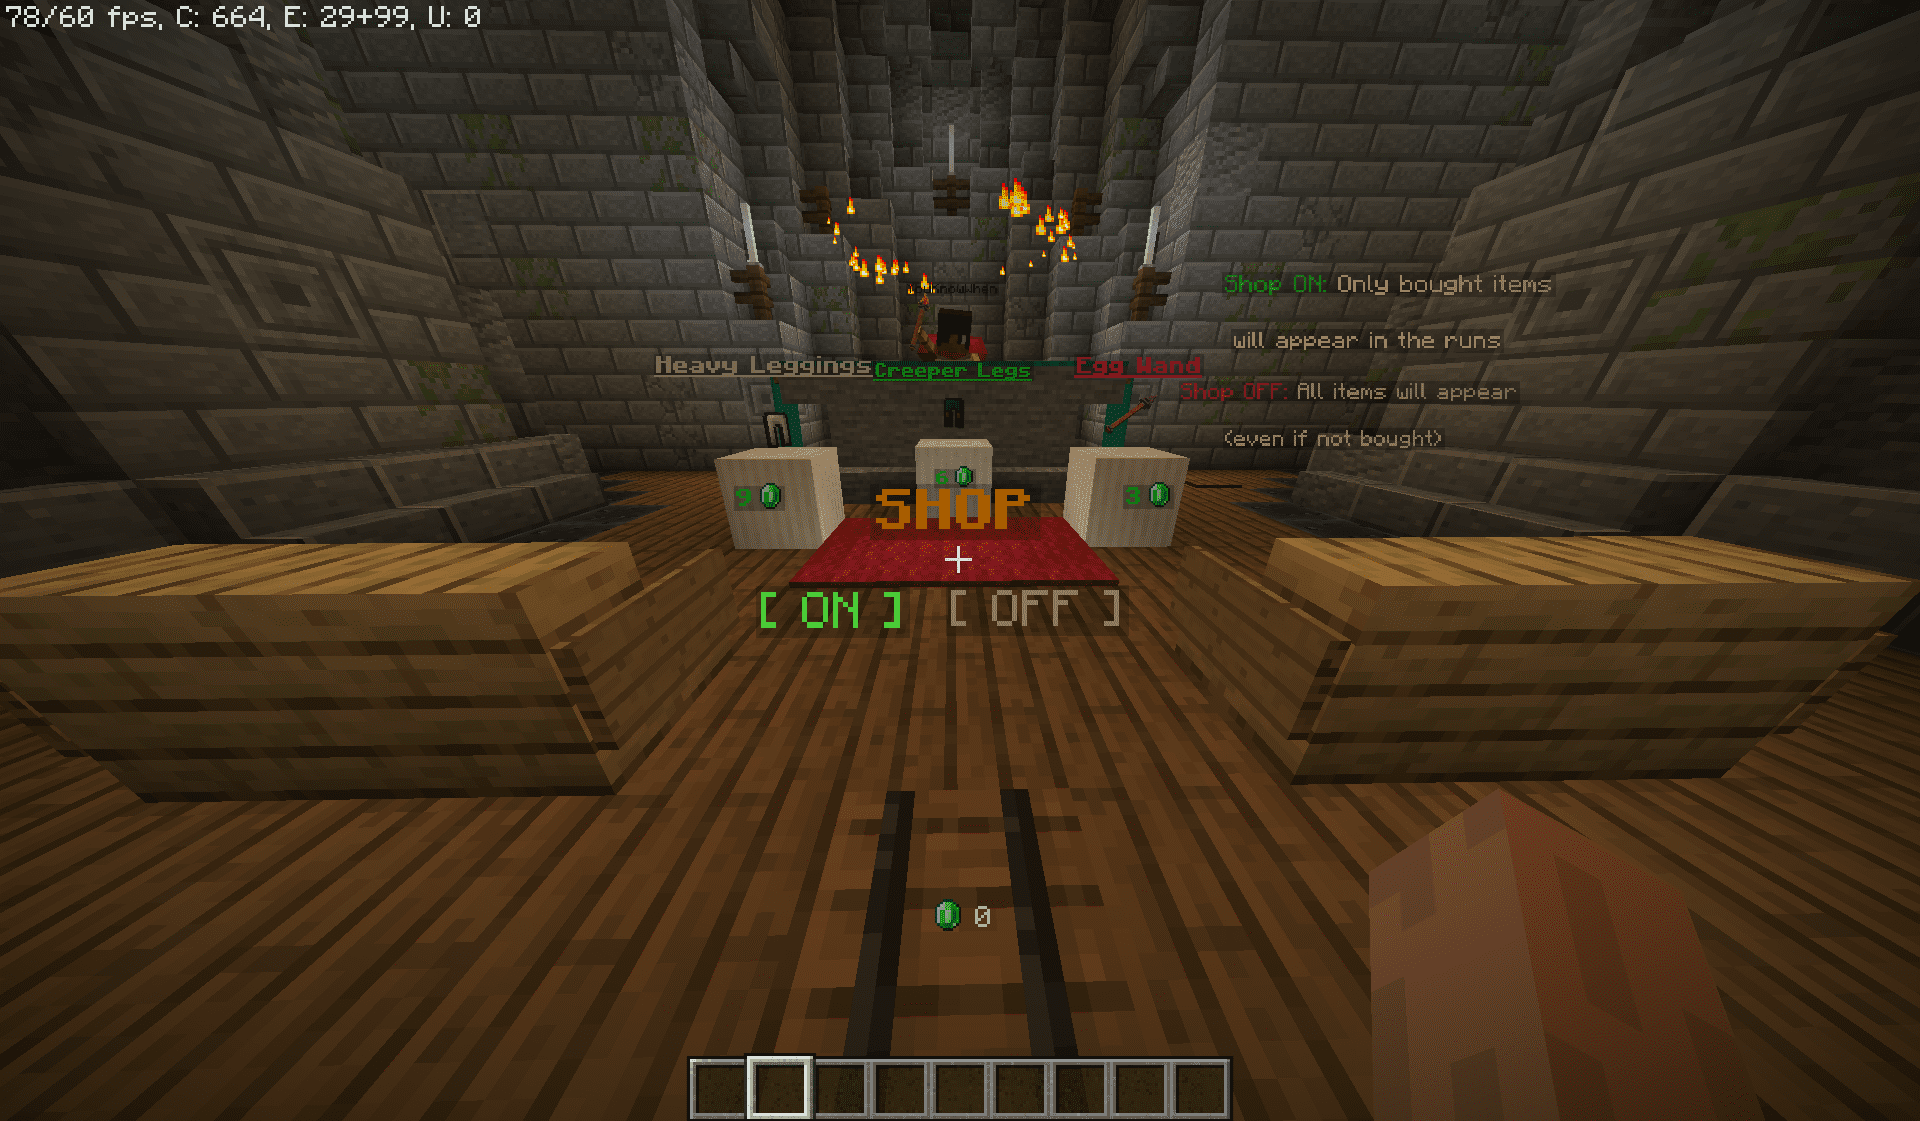 78/60 fps, C: 664, E: 29+99, U: 0
Shop ON: Only bought items
will appear in the runs
Heavy Leggings
Creeper Legs
Egg Wand
Shop OFF: All items will appear
(even if not bought)
9
6
3
SHOP
[ ON ] [ OFF ]
0